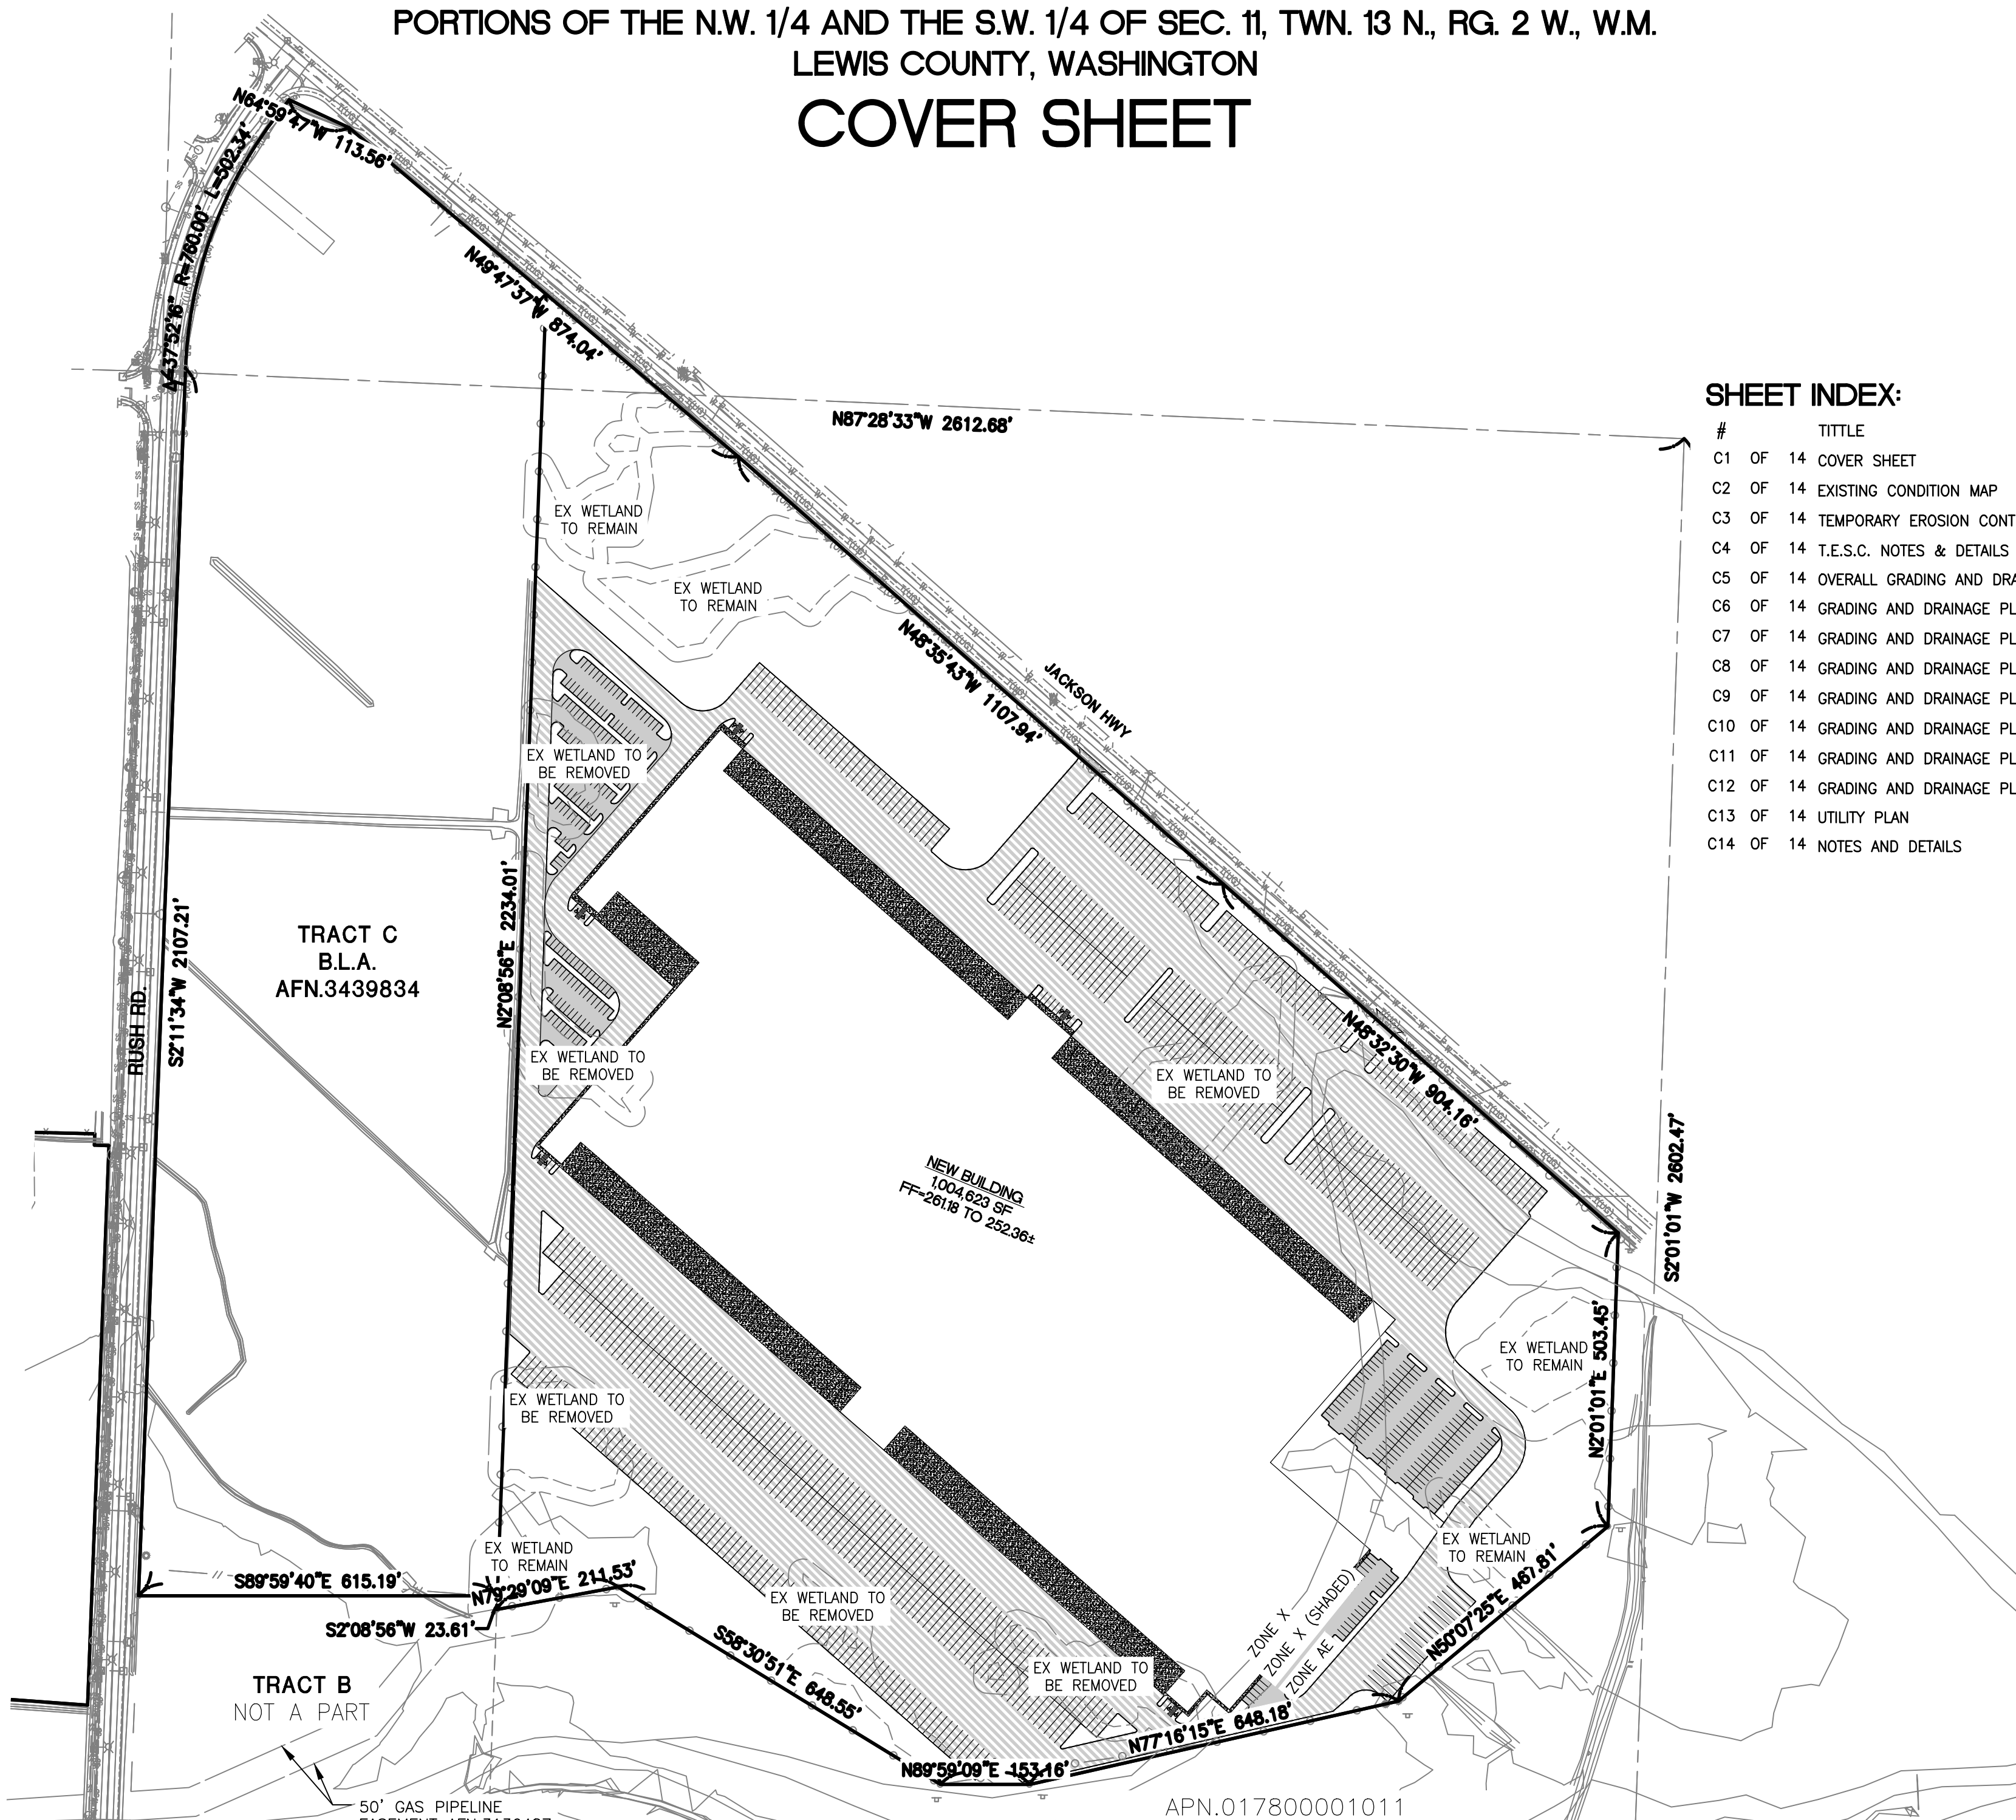 PORTIONS OF THE N.W. 1/4 AND THE S.W. 1/4 OF SEC. 11, TWN. 13 N., RG. 2 W., W.M.
LEWIS COUNTY, WASHINGTON
COVER SHEET
N64°59'47"W 113.56'
Δ=37°52'16" R=760.00' L=502.34'
N49°47'37"W 874.04'
N87°28'33"W 2612.68'
SHEET INDEX:
# TITTLE
C1 OF 14 COVER SHEET
C2 OF 14 EXISTING CONDITION MAP
C3 OF 14 TEMPORARY EROSION CONT
C4 OF 14 T.E.S.C. NOTES & DETAILS
C5 OF 14 OVERALL GRADING AND DRA
C6 OF 14 GRADING AND DRAINAGE PL
C7 OF 14 GRADING AND DRAINAGE PL
C8 OF 14 GRADING AND DRAINAGE PL
C9 OF 14 GRADING AND DRAINAGE PL
C10 OF 14 GRADING AND DRAINAGE PL
C11 OF 14 GRADING AND DRAINAGE PL
C12 OF 14 GRADING AND DRAINAGE PL
C13 OF 14 UTILITY PLAN
C14 OF 14 NOTES AND DETAILS
EX WETLAND
TO REMAIN
EX WETLAND
TO REMAIN
N48°35'43"W 1107.94'
JACKSON HWY
EX WETLAND TO
BE REMOVED
N2°08'56"E 2234.01'
TRACT C
B.L.A.
AFN.3439834
RUSH RD.
S2°11'34"W 2107.21'
EX WETLAND TO
BE REMOVED
EX WETLAND TO
BE REMOVED
N48°32'30"W 904.16'
S2°01'01"W 2602.47'
NEW BUILDING
1,004,623 SF
FF=261.18 TO 252.36±
EX WETLAND
TO REMAIN
N2°01'01"E 503.45'
EX WETLAND TO
BE REMOVED
EX WETLAND
TO REMAIN
EX WETLAND
TO REMAIN
S89°59'40"E 615.19'
N79°29'09"E 211.53'
S2°08'56"W 23.61'
EX WETLAND TO
BE REMOVED
S58°30'51"E 648.55'
EX WETLAND TO
BE REMOVED
ZONE X
ZONE X (SHADED)
ZONE AE
N50°07'25"E 467.81'
N77°16'15"E 648.18'
N89°59'09"E 153.16'
TRACT B
NOT A PART
50' GAS PIPELINE
APN.017800001011